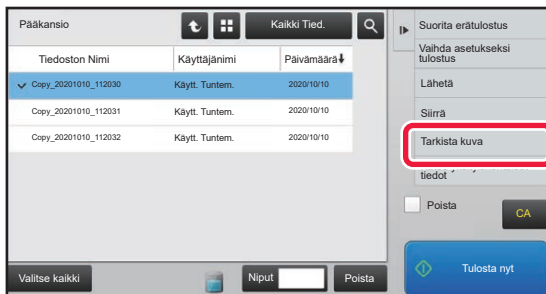 Pääkansio
Kaikki Tied.
Tiedoston Nimi Käyttäjänimi Päivämäärä
Copy_20201010_112030 Käytt. Tuntem. 2020/10/10
Copy_20201010_112031 Käytt. Tuntem. 2020/10/10
Copy_20201010_112032 Käytt. Tuntem. 2020/10/10
Valitse kaikki
Niput
Poista
Suorita erätulostus
Vaihda asetukseksi
tulostus
Lähetä
Siirrä
Tarkista kuva
tiedot
Poista
CA
Tulosta nyt